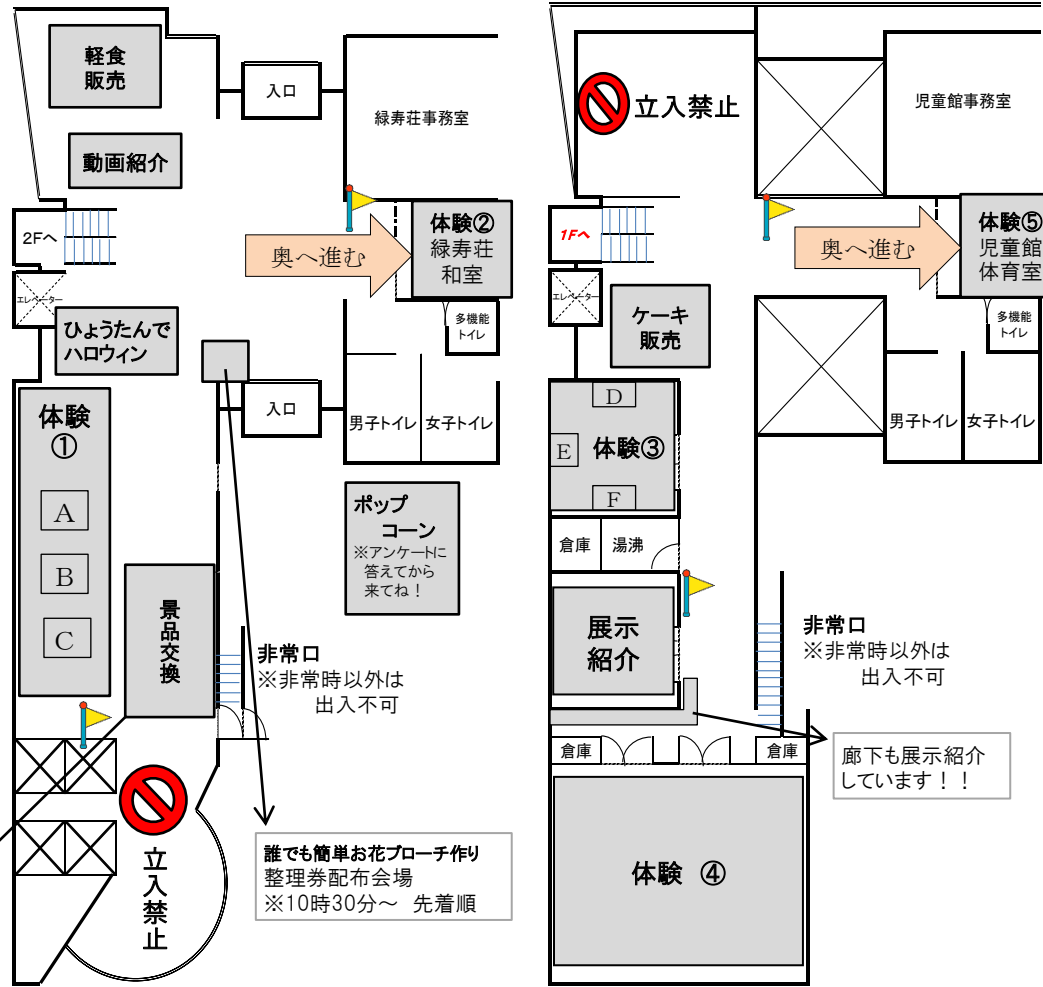 軽食
販売
入口
緑寿荘事務室
動画紹介
2Fへ
奥へ進む
体験②
緑寿荘
和室
エレベーター
ひょうたんで
ハロウィン
多機能
トイレ
入口
男子トイレ
女子トイレ
体験
①
A
B
C
ポップ
コーン
※アンケートに
答えてから
来てね！
景品交換
非常口
※非常時以外は
出入不可
立入禁止
誰でも簡単お花ブローチ作り
整理券配布会場
※10時30分～ 先着順
立入禁止
児童館事務室
1Fへ
奥へ進む
体験⑤
児童館
体育室
エレベーター
ケーキ
販売
多機能
トイレ
男子トイレ
女子トイレ
D
E
体験③
F
倉庫
湯沸
展示
紹介
非常口
※非常時以外は
出入不可
倉庫
倉庫
廊下も展示紹介
しています！！
体験 ④